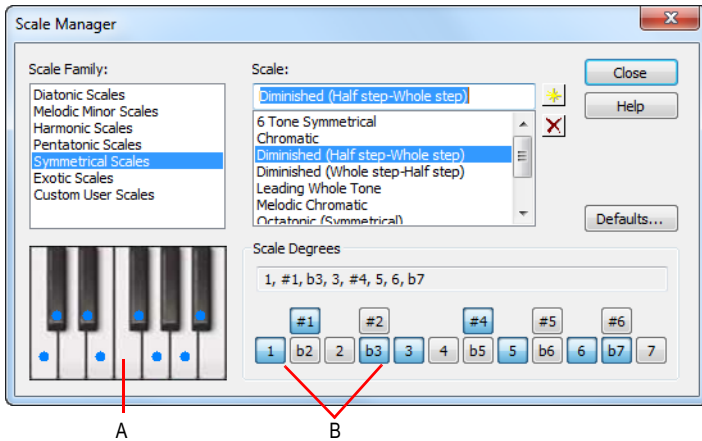 Scale Manager
Scale Family:
Diatonic Scales
Melodic Minor Scales
Harmonic Scales
Pentatonic Scales
Symmetrical Scales
Exotic Scales
Custom User Scales
Scale:
Diminished (Half step-Whole step)
6 Tone Symmetrical
Chromatic
Diminished (Half step-Whole step)
Diminished (Whole step-Half step)
Leading Whole Tone
Melodic Chromatic
Octatonic (Symmetrical)
Close
Help
Defaults...
Scale Degrees
1, #1, b3, 3, #4, 5, 6, b7
#1 #2 #4 #5 #6
1 b2 2 b3 3 4 b5 5 b6 6 b7 7
A B